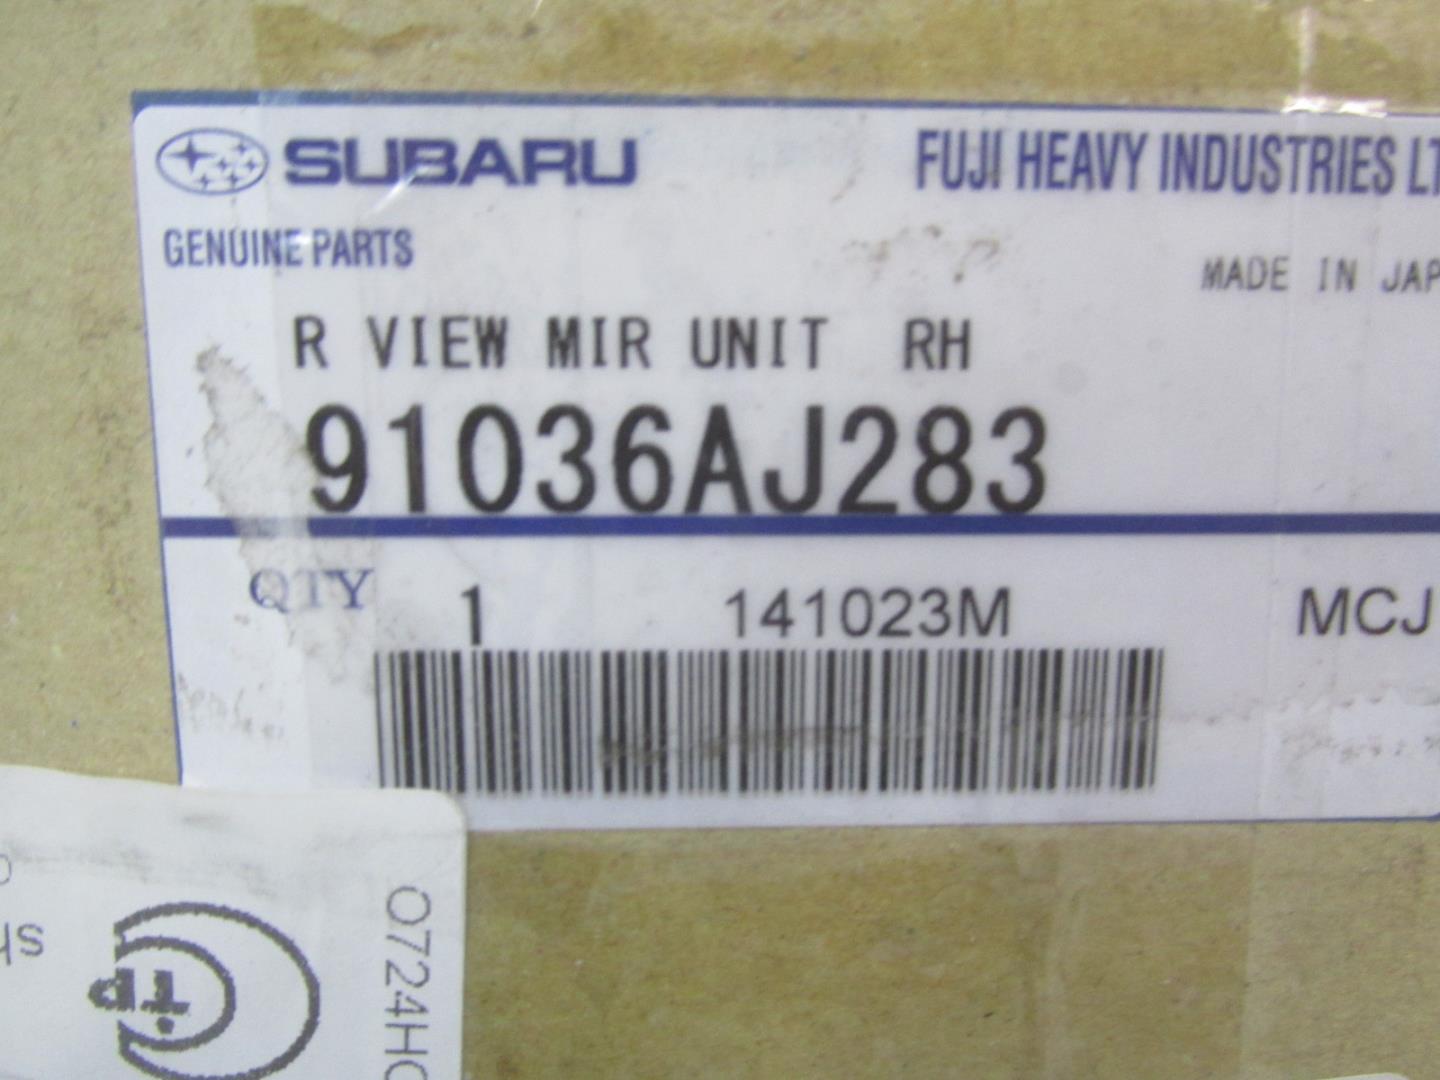 SUBARU
FUJI HEAVY INDUSTRIES LT
GENUINE PARTS
MADE IN JAP
R VIEW MIR UNIT RH
91036AJ283
QTY 1 141023M MCJ
0724HC